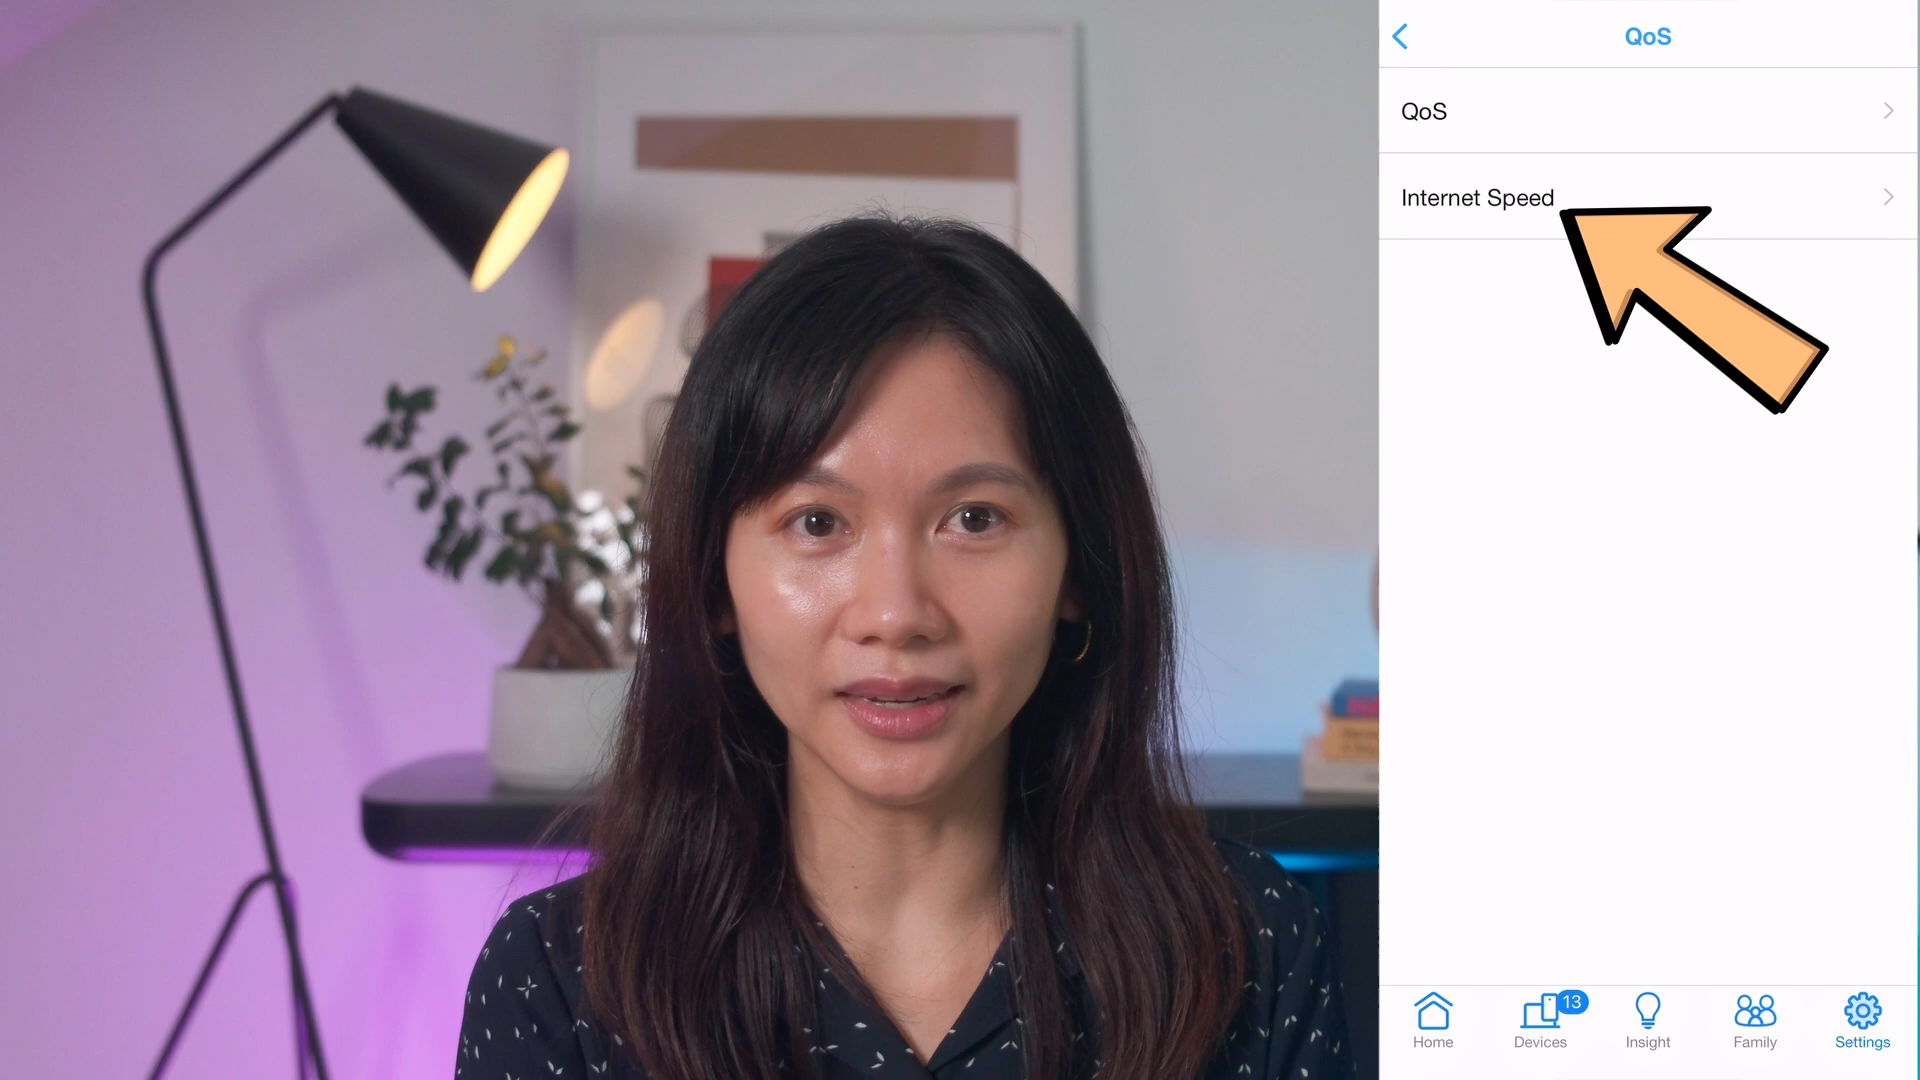 QoS
QoS
Internet Speed
13
Home
Devices
Insight
Family
Settings